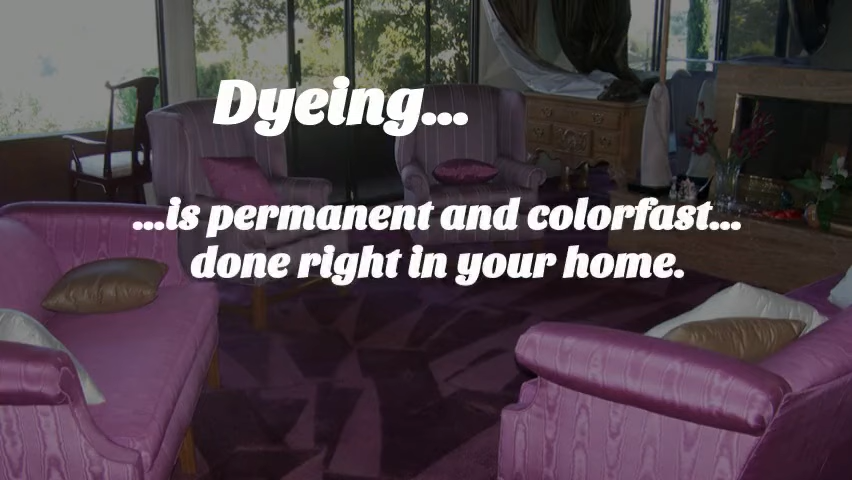 Dyeing...
...is permanent and colorfast...
done right in your home.